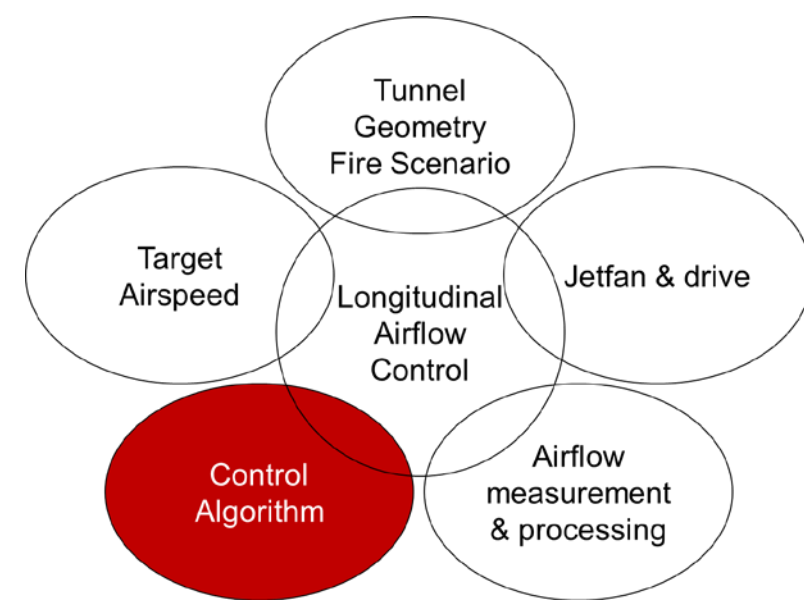 Tunnel
Geometry
Fire Scenario
Target
Airspeed
Longitudinal
Airflow
Control
Jetfan & drive
Control
Algorithm
Airflow
measurement
& processing